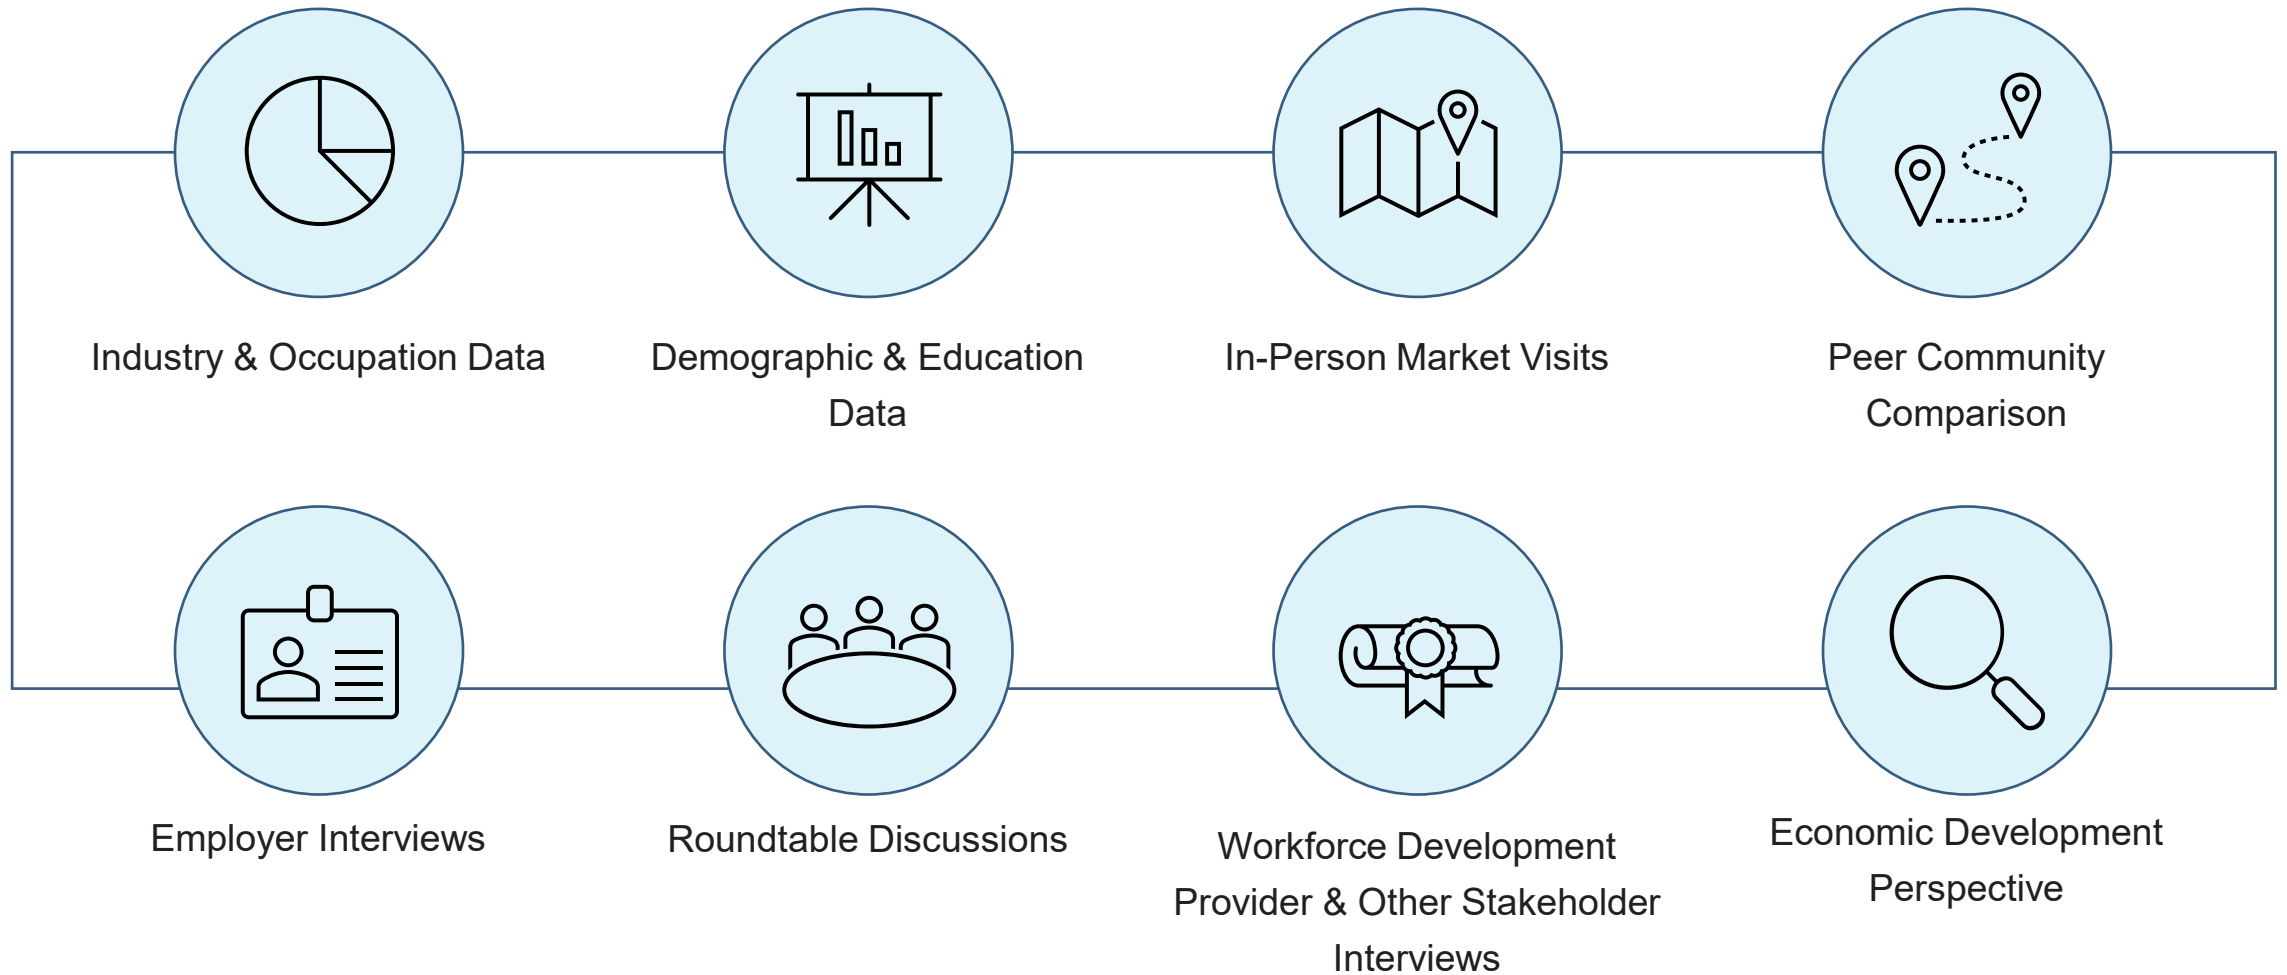 Industry & Occupation Data
Demographic & Education
Data
In-Person Market Visits
Peer Community
Comparison
Employer Interviews
Roundtable Discussions
Workforce Development
Provider & Other Stakeholder
Interviews
Economic Development
Perspective